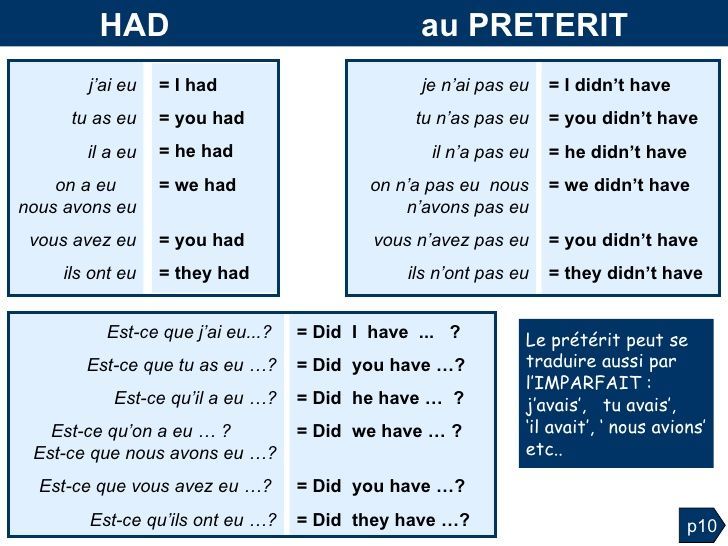 HAD au PRETERIT
j’ai eu = I had
tu as eu = you had
il a eu = he had
on a eu = we had
nous avons eu
vous avez eu = you had
ils ont eu = they had
je n’ai pas eu = I didn’t have
tu n’as pas eu = you didn’t have
il n’a pas eu = he didn’t have
on n’a pas eu nous = we didn’t have
n’avons pas eu
vous n’avez pas eu = you didn’t have
ils n’ont pas eu = they didn’t have
Est-ce que j’ai eu...? = Did I have ... ?
Est-ce que tu as eu …? = Did you have …?
Est-ce qu’il a eu …? = Did he have … ?
Est-ce qu’on a eu … ? = Did we have … ?
Est-ce que nous avons eu …?
Est-ce que vous avez eu …? = Did you have …?
Est-ce qu’ils ont eu …? = Did they have …?
Le prétérit peut se
traduire aussi par
l’IMPARFAIT :
j’avais’, tu avais’,
‘il avait’, ‘ nous avions’
etc..
p10